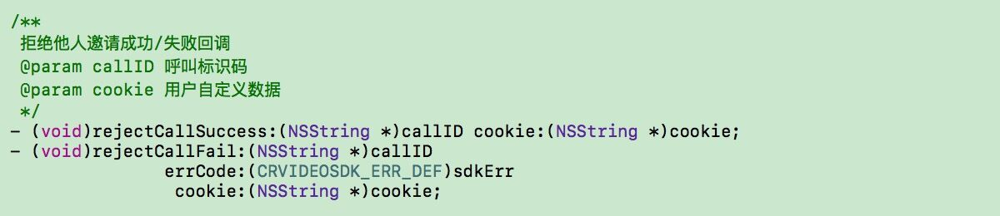 /**
拒绝他人邀请成功/失败回调
@param callID 呼叫标识码
@param cookie 用户自定义数据
*/
- (void)rejectCallSuccess:(NSString *)callID cookie:(NSString *)cookie;
- (void)rejectCallFail:(NSString *)callID
errCode:(CRVIDEOSDK_ERR_DEF)sdkErr
cookie:(NSString *)cookie;